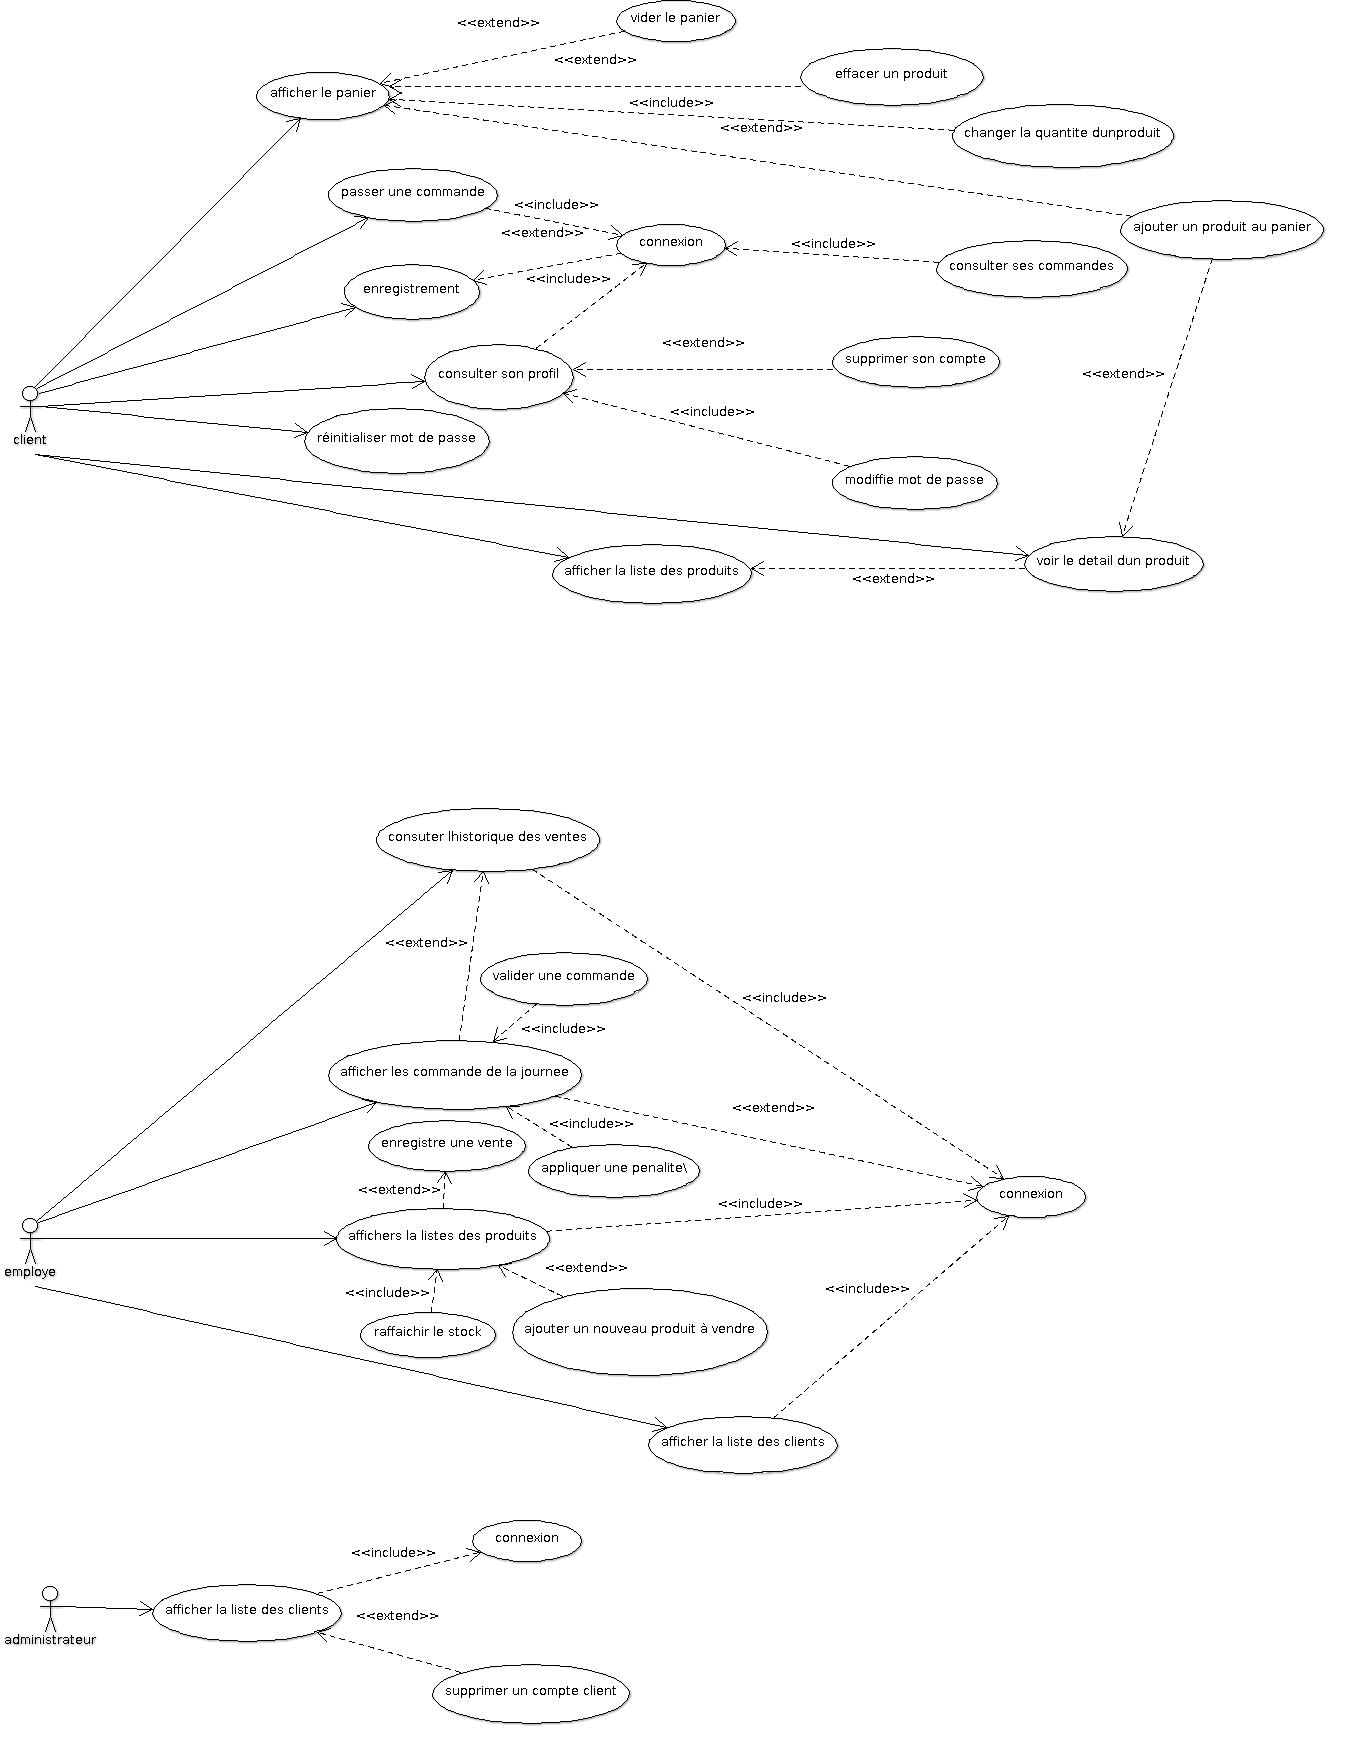 vider le panier
<<extend>>
<<extend>>
effacer un produit
afficher le panier
<<include>>
<<extend>>
changer la quantite dunproduit
passer une commande
<<include>>
<<extend>>
connexion
<<include>>
ajouter un produit au panier
consulter ses commandes
enregistrement
<<include>>
<<extend>>
supprimer son compte
consulter son profil
<<extend>>
client
réinitialiser mot de passe
<<include>>
modiffie mot de passe
voir le detail dun produit
afficher la liste des produits
<<extend>>
consuter lhistorique des ventes
<<extend>>
valider une commande
<<include>>
<<include>>
afficher les commande de la journee
<<extend>>
<<include>>
enregistre une vente
appliquer une penalite\
<<extend>>
<<include>>
connexion
affichers la listes des produits
employe
<<extend>>
<<include>>
<<include>>
raffaichir le stock
ajouter un nouveau produit à vendre
afficher la liste des clients
connexion
<<include>>
afficher la liste des clients
<<extend>>
administrateur
supprimer un compte client